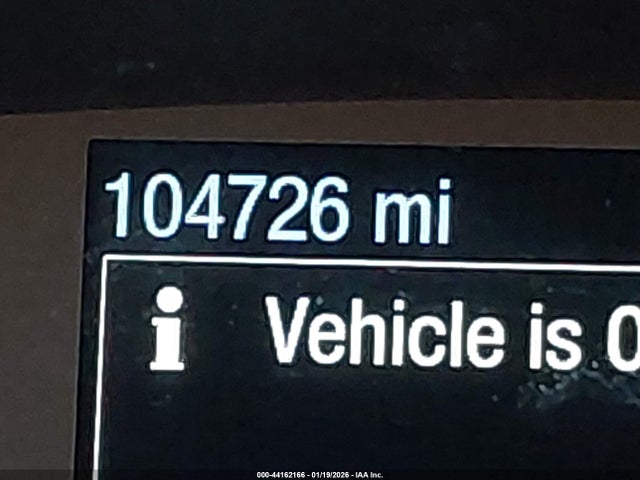 104726 mi
i Vehicle is
000-44162166 - 01/19/2026 - IAA Inc.